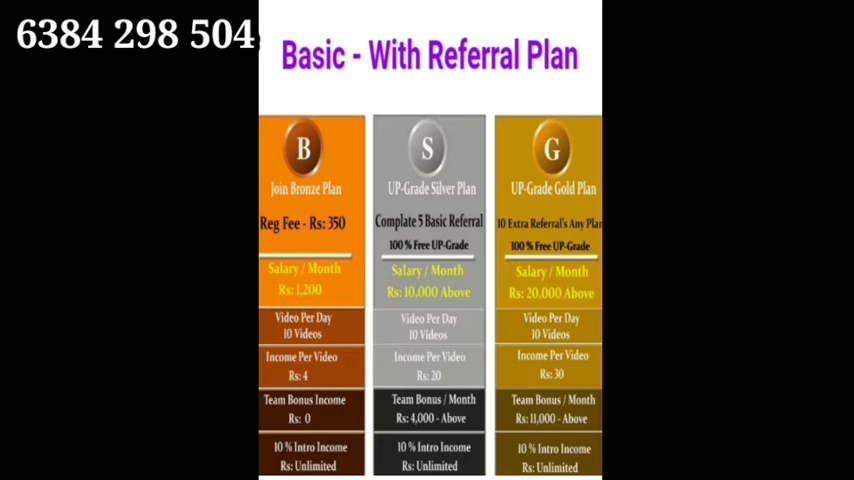 6384 298 504
Basic - With Referral Plan
B
Join Bronze Plan
Reg Fee - Rs: 350
Salary / Month
Rs: 1,200
Video Per Day
10 Videos
Income Per Video
Rs: 4
Team Bonus Income
Rs: 0
10 % Intro Income
Rs: Unlimited
S
UP-Grade Silver Plan
Complate 5 Basic Referral
100 % Free UP-Grade
Salary / Month
Rs: 10,000 Above
Video Per Day
10 Videos
Income Per Video
Rs: 20
Team Bonus / Month
Rs: 4,000 - Above
10 % Intro Income
Rs: Unlimited
G
UP-Grade Gold Plan
10 Extra Referral's Any Plan
100 % Free UP-Grade
Salary / Month
Rs: 20,000 Above
Video Per Day
10 Videos
Income Per Video
Rs: 30
Team Bonus / Month
Rs: 11,000 - Above
10 % Intro Income
Rs: Unlimited